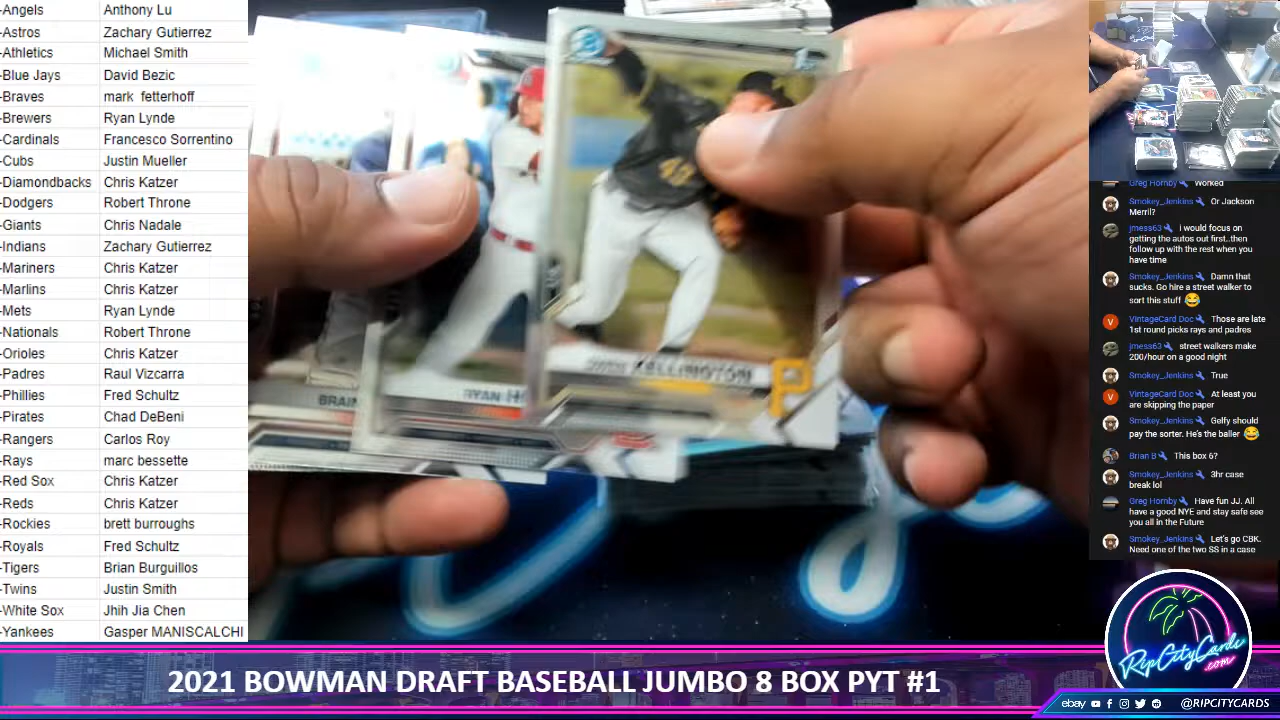 -Angels Anthony Lu
-Astros Zachary Gutierrez
-Athletics Michael Smith
-Blue Jays David Bezic
-Braves mark fetterhoff
-Brewers Ryan Lynde
-Cardinals Francesco Sorrentino
-Cubs Justin Mueller
-Diamondbacks Chris Katzer
-Dodgers Robert Throne
-Giants Chris Nadale
-Indians Zachary Gutierrez
-Mariners Chris Katzer
-Marlins Chris Katzer
-Mets Ryan Lynde
-Nationals Robert Throne
-Orioles Chris Katzer
-Padres Raul Vizcarra
-Phillies Fred Schultz
-Pirates Chad DeBeni
-Rangers Carlos Roy
-Rays marc bessette
-Red Sox Chris Katzer
-Reds Chris Katzer
-Rockies brett burroughs
-Royals Fred Schultz
-Tigers Brian Burguillos
-Twins Justin Smith
-White Sox Jhih Jia Chen
-Yankees Gasper MANISCALCHI
1st
KELLINGTON
P
RYAN H
BRAIN
Greg Hornby Worked
Smokey_Jenkins Or Jackson
Merril?
jmess63 i would focus on
getting the autos out first..then
follow up with the rest when you
have time
Smokey_Jenkins Damn that
sucks. Go hire a street walker to
sort this stuff 😂
V VintageCard Doc Those are late
1st round picks rays and padres
jmess63 street walkers make
200/hour on a good night
Smokey_Jenkins True
V VintageCard Doc At least you
are skipping the paper
Smokey_Jenkins Gelfy should
pay the sorter. He's the baller 😂
Brian B This box 6?
Smokey_Jenkins 3hr case
break lol
Greg Hornby Have fun JJ. All
have a good NYE and stay safe see
you all in the Future
Smokey_Jenkins Let's go CBK.
Need one of the two SS in a case
RipCityCards
.com
2021 BOWMAN DRAFT BASEBALL JUMBO 8 BOX PYT #1
ebay @RIPCITYCARDS